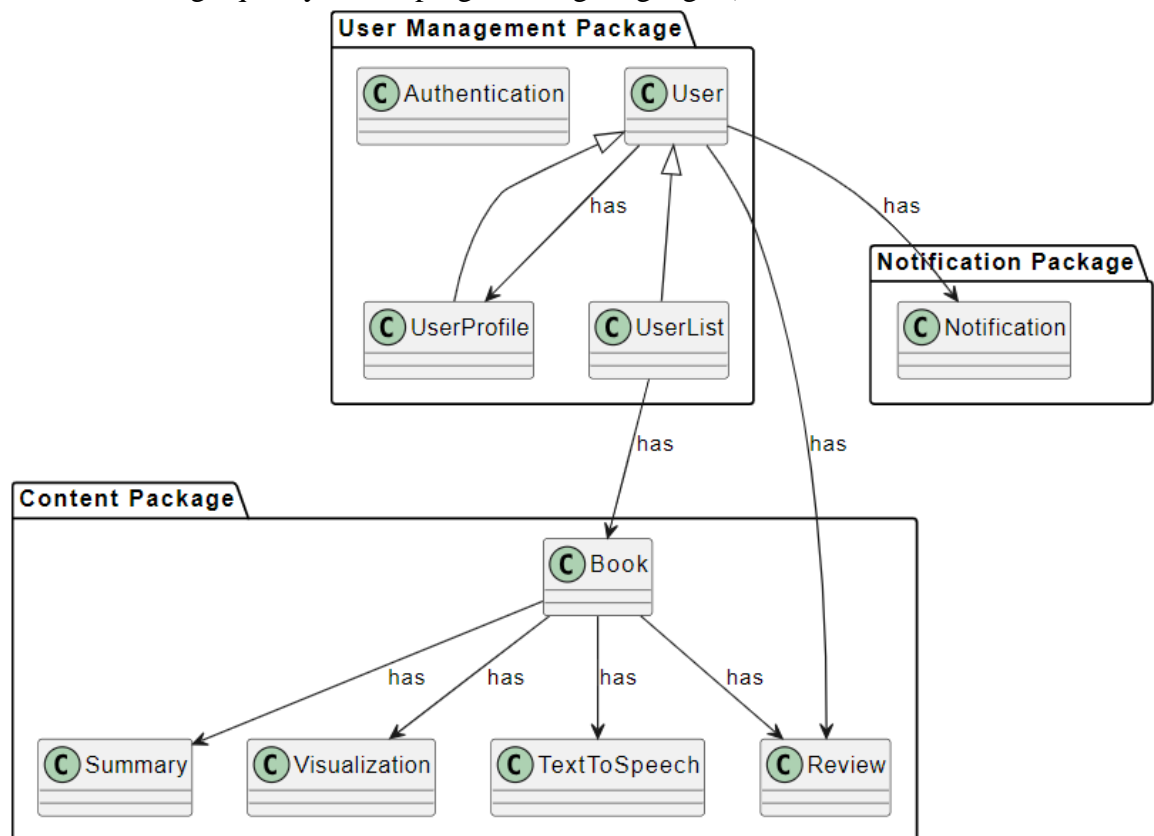 User Management Package
C Authentication
C User
has
has
C UserProfile
C UserList
Notification Package
C Notification
has
has
Content Package
C Book
has
has
has
has
C Summary
C Visualization
C TextToSpeech
C Review